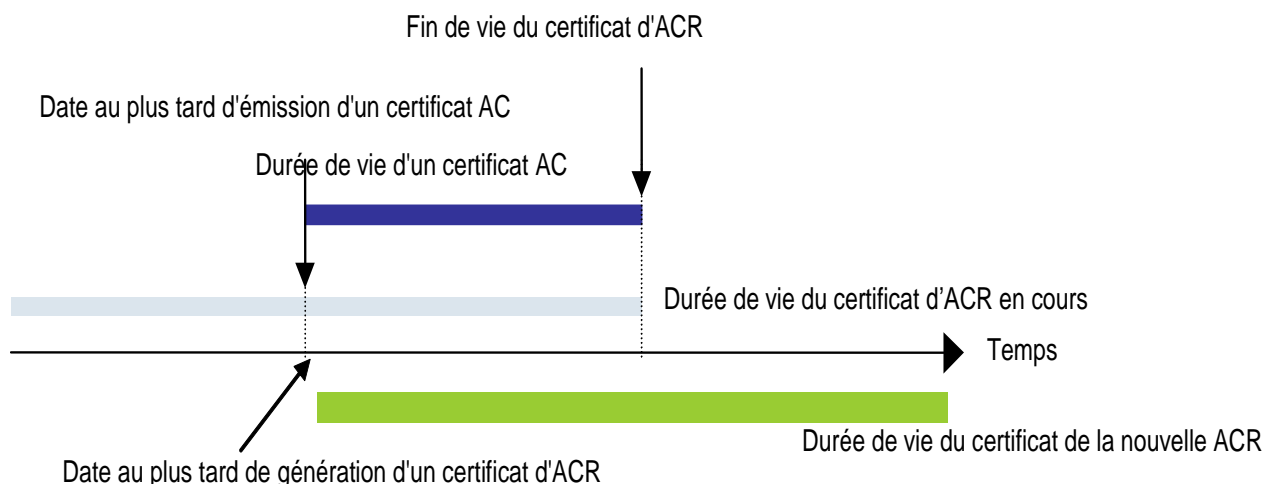 Fin de vie du certificat d'ACR
Date au plus tard d'émission d'un certificat AC
Durée de vie d'un certificat AC
Durée de vie du certificat d’ACR en cours
Temps
Durée de vie du certificat de la nouvelle ACR
Date au plus tard de génération d'un certificat d'ACR